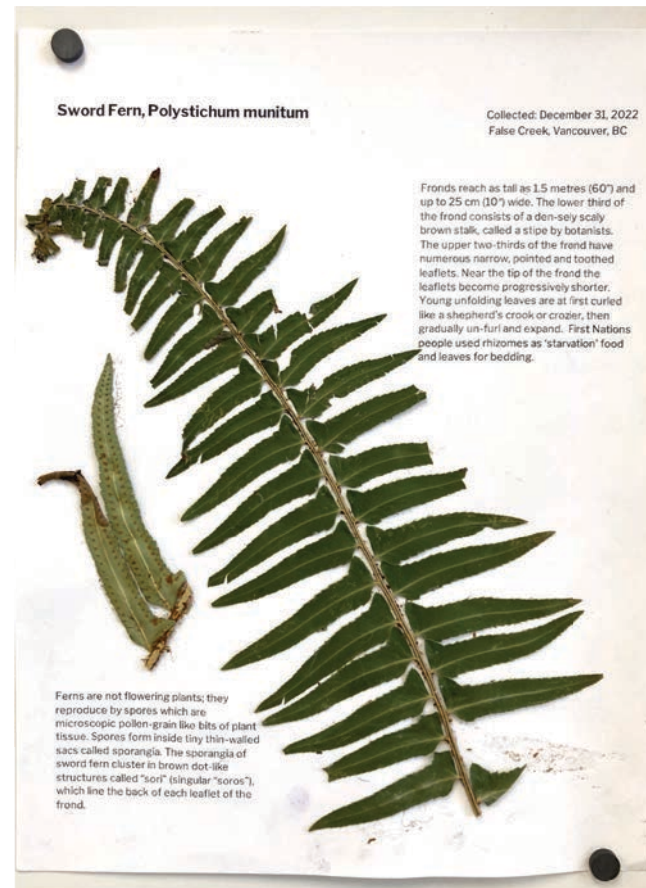 Sword Fern, Polystichum munitum
Collected: December 31, 2022
False Creek, Vancouver, BC
Fronds reach as tall as 1.5 metres (60") and
up to 25 cm (10") wide. The lower third of
the frond consists of a den-sely scaly
brown stalk, called a stipe by botanists.
The upper two-thirds of the frond have
numerous narrow, pointed and toothed
leaflets. Near the tip of the frond the
leaflets become progressively shorter.
Young unfolding leaves are at first curled
like a shepherd's crook or crozier, then
gradually un-furl and expand. First Nations
people used rhizomes as 'starvation' food
and leaves for bedding.
Ferns are not flowering plants; they
reproduce by spores which are
microscopic pollen-grain like bits of plant
tissue. Spores form inside tiny thin-walled
sacs called sporangia. The sporangia of
sword fern cluster in brown dot-like
structures called "sori" (singular "soros"),
which line the back of each leaflet of the
frond.